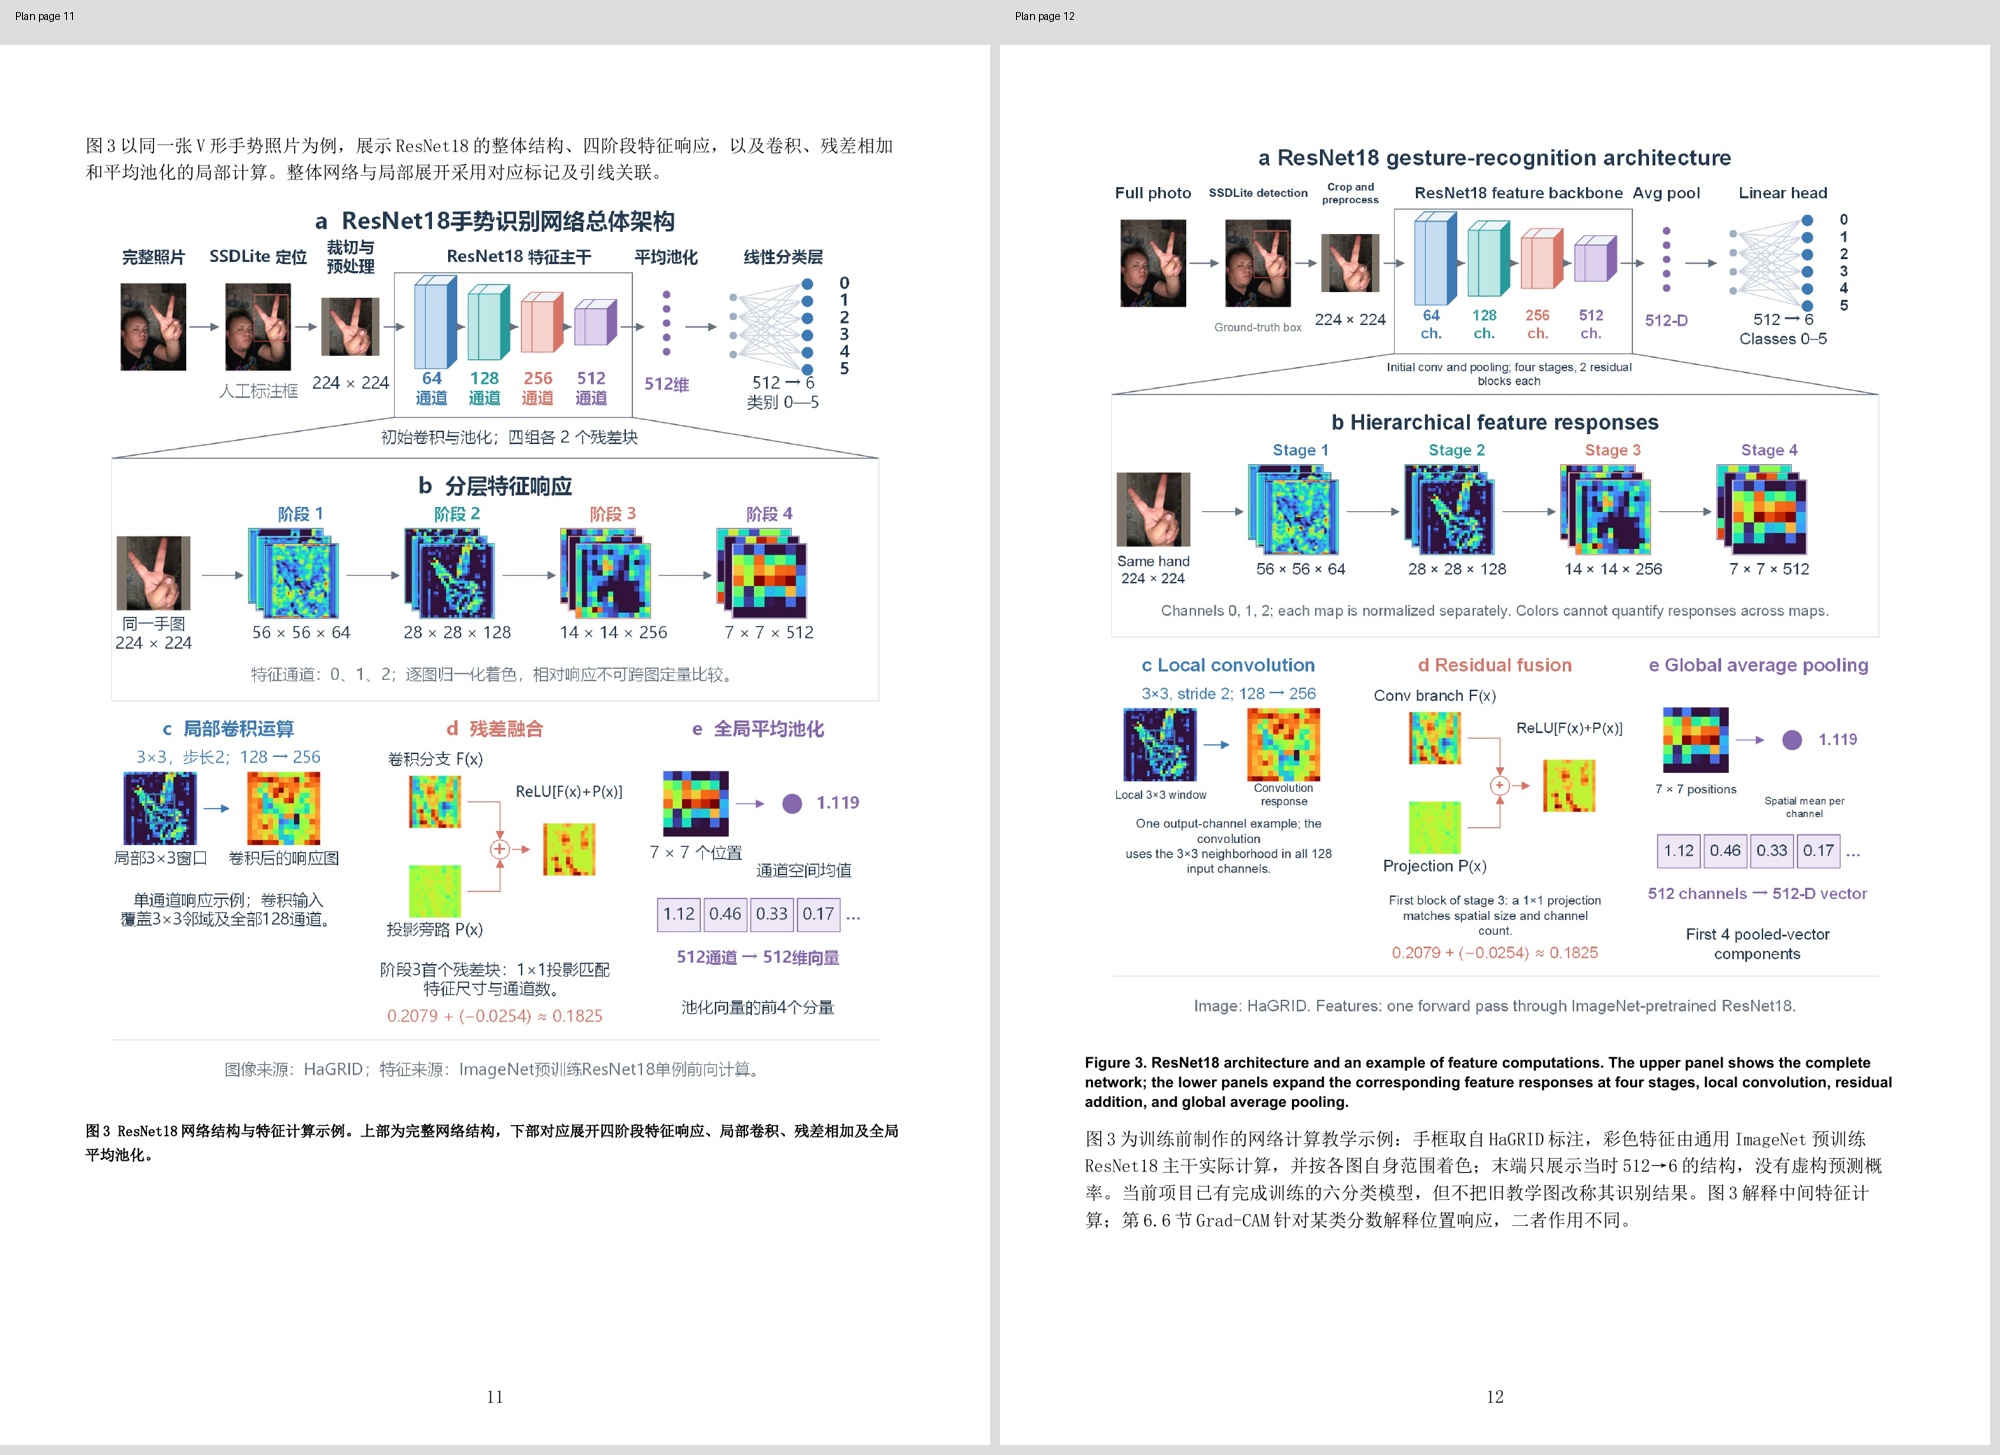 Plan page 11
图 3 以同一张 V 形手势照片为例，展示 ResNet18 的整体结构、四阶段特征响应，以及卷积、残差相加
和平均池化的局部计算。整体网络与局部展开采用对应标记及引线关联。
a ResNet18手势识别网络总体架构
完整照片
SSDLite 定位
裁切与
预处理
ResNet18 特征主干
平均池化
线性分类层
0
1
2
3
4
5
人工标注框
224 × 224
64
通道
128
通道
256
通道
512
通道
512维
512 → 6
类别 0—5
初始卷积与池化；四组各 2 个残差块
b 分层特征响应
阶段 1
阶段 2
阶段 3
阶段 4
同一手图
224 × 224
56 × 56 × 64
28 × 28 × 128
14 × 14 × 256
7 × 7 × 512
特征通道：0、1、2；逐图归一化着色，相对响应不可跨图定量比较。
c 局部卷积运算
3×3，步长2；128 → 256
局部3×3窗口
卷积后的响应图
单通道响应示例；卷积输入
覆盖3×3邻域及全部128通道。
d 残差融合
卷积分支 F(x)
ReLU[F(x)+P(x)]
+
投影旁路 P(x)
阶段3首个残差块：1×1投影匹配
特征尺寸与通道数。
0.2079 + (−0.0254) ≈ 0.1825
e 全局平均池化
1.119
7 × 7 个位置
通道空间均值
1.12 0.46 0.33 0.17 ...
512通道 → 512维向量
池化向量的前4个分量
图像来源：HaGRID；特征来源：ImageNet预训练ResNet18单例前向计算。
图 3 ResNet18 网络结构与特征计算示例。上部为完整网络结构，下部对应展开四阶段特征响应、局部卷积、残差相加及全局
平均池化。
11
Plan page 12
a ResNet18 gesture-recognition architecture
Full photo
SSDLite detection
Crop and
preprocess
ResNet18 feature backbone
Avg pool
Linear head
0
1
2
3
4
5
Ground-truth box
224 × 224
64
ch.
128
ch.
256
ch.
512
ch.
512-D
512 → 6
Classes 0–5
Initial conv and pooling; four stages, 2 residual
blocks each
b Hierarchical feature responses
Stage 1
Stage 2
Stage 3
Stage 4
Same hand
224 × 224
56 × 56 × 64
28 × 28 × 128
14 × 14 × 256
7 × 7 × 512
Channels 0, 1, 2; each map is normalized separately. Colors cannot quantify responses across maps.
c Local convolution
3×3, stride 2; 128 → 256
Local 3×3 window
Convolution
response
One output-channel example; the
convolution
uses the 3×3 neighborhood in all 128
input channels.
d Residual fusion
Conv branch F(x)
ReLU[F(x)+P(x)]
+
Projection P(x)
First block of stage 3: a 1×1 projection
matches spatial size and channel
count.
0.2079 + (−0.0254) ≈ 0.1825
e Global average pooling
1.119
7 × 7 positions
Spatial mean per
channel
1.12 0.46 0.33 0.17 ...
512 channels → 512-D vector
First 4 pooled-vector
components
Image: HaGRID. Features: one forward pass through ImageNet-pretrained ResNet18.
Figure 3. ResNet18 architecture and an example of feature computations. The upper panel shows the complete
network; the lower panels expand the corresponding feature responses at four stages, local convolution, residual
addition, and global average pooling.
图 3 为训练前制作的网络计算教学示例：手框取自 HaGRID 标注，彩色特征由通用 ImageNet 预训练
ResNet18 主干实际计算，并按各图自身范围着色；末端只展示当时 512→6 的结构，没有虚构预测概
率。当前项目已有完成训练的六分类模型，但不把旧教学图改称其识别结果。图 3 解释中间特征计
算；第 6.6 节 Grad-CAM 针对某类分数解释位置响应，二者作用不同。
12